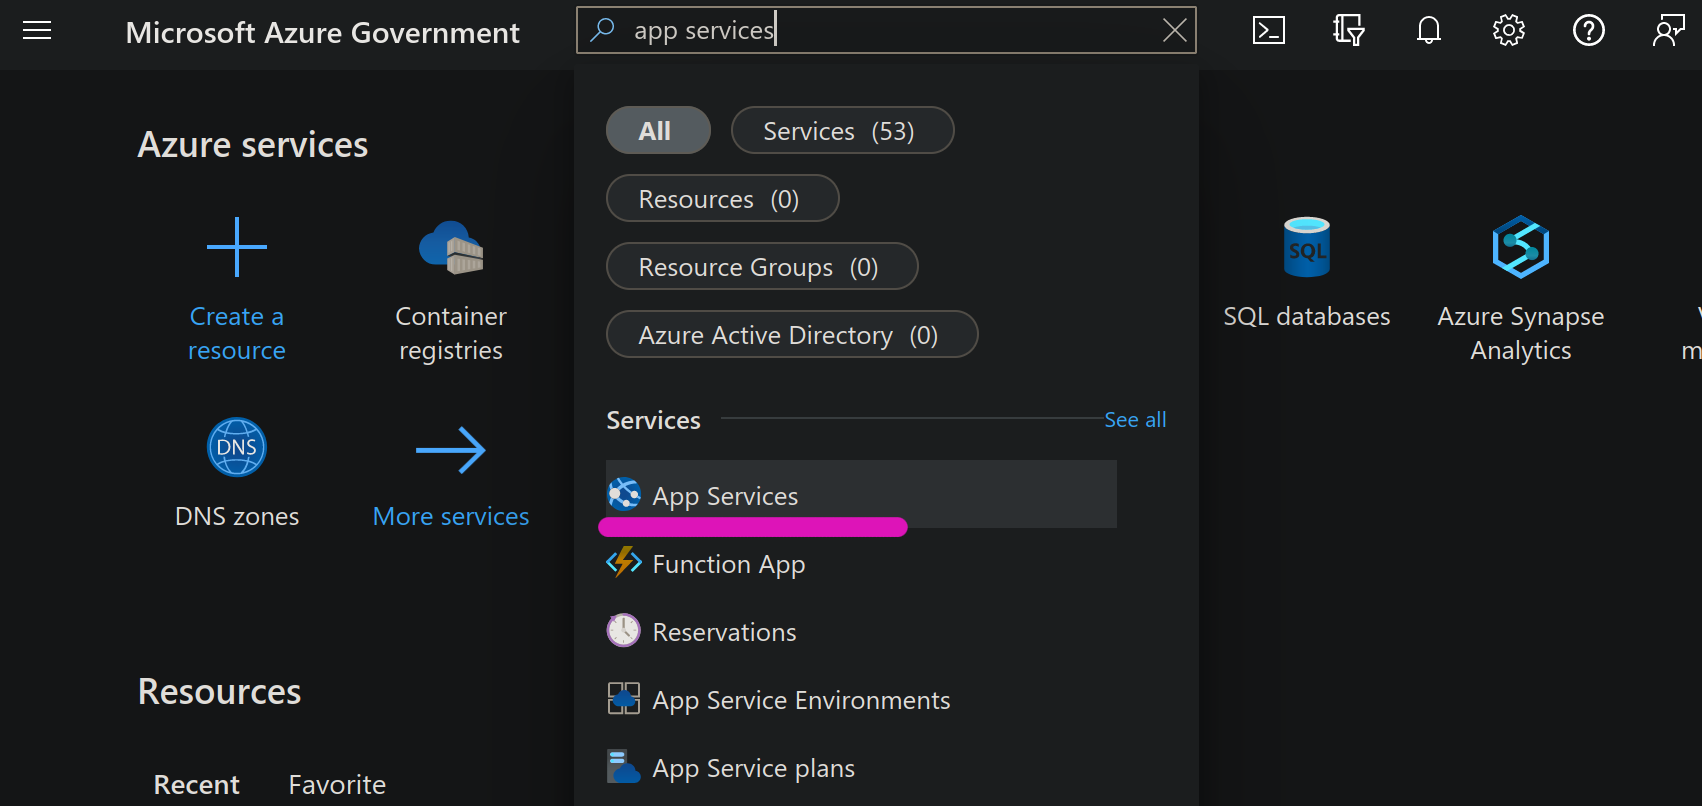 Microsoft Azure Government
app services
All
Services (53)
Resources (0)
Resource Groups (0)
Azure Active Directory (0)
Services
See all
App Services
Function App
Reservations
App Service Environments
App Service plans
Azure services
Create a
resource
Container
registries
SQL
SQL databases
Azure Synapse
Analytics
DNS
DNS zones
More services
Resources
Recent
Favorite